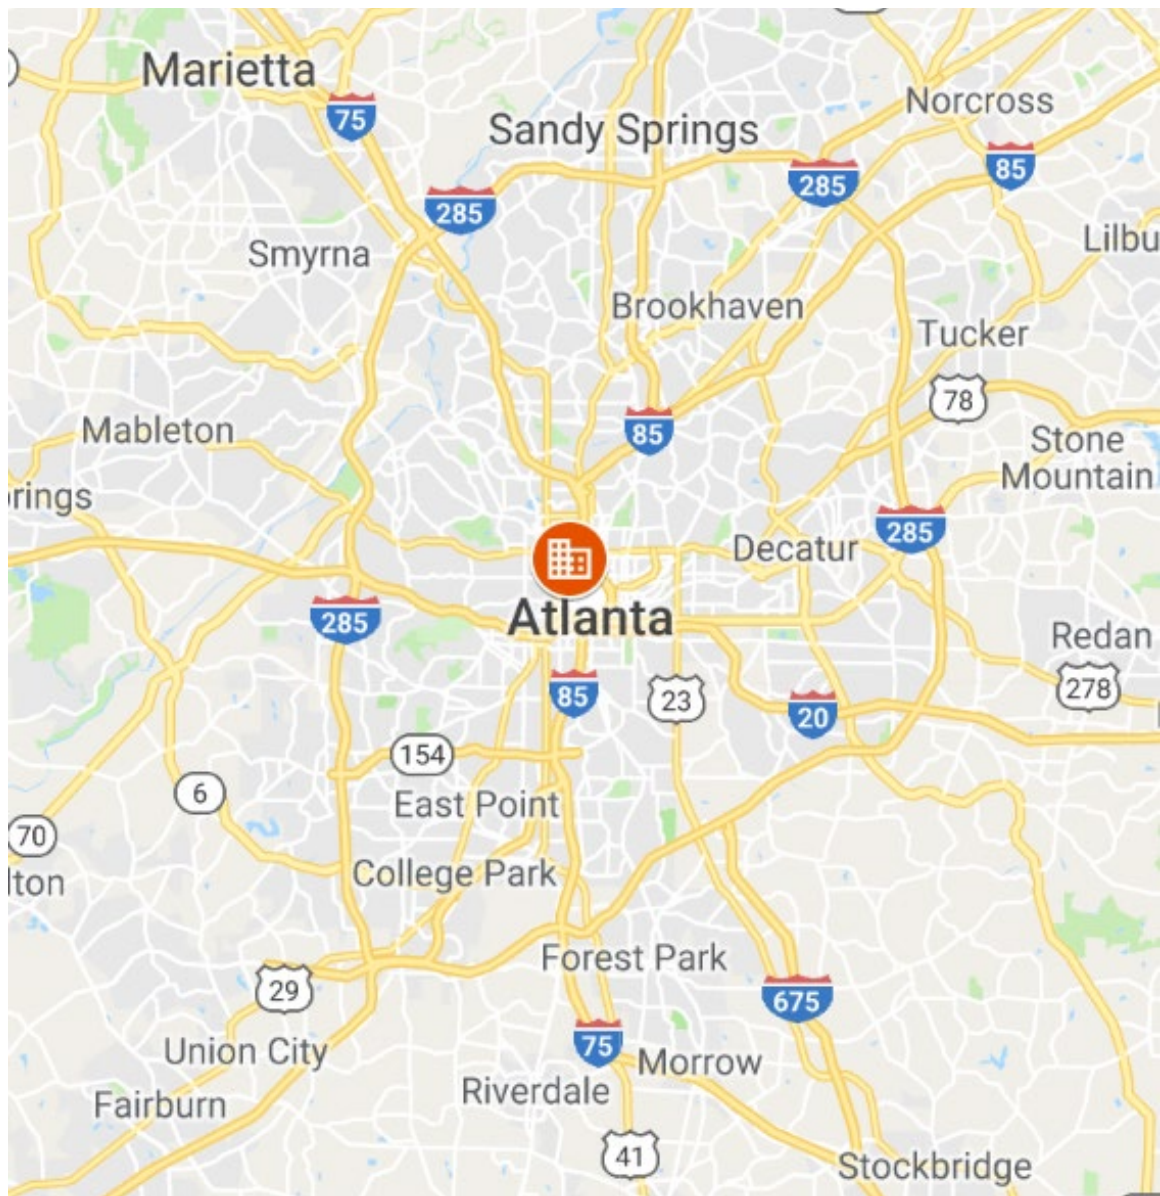 Marietta
75
Sandy Springs
Norcross
85
285
285
Smyrna
Lilbu
Brookhaven
Tucker
78
Mableton
85
Stone
Mountain
rings
285
Decatur
285
Atlanta
Redan
85
23
278
20
154
6
East Point
70
College Park
lton
Forest Park
29
675
75
Union City
Morrow
Riverdale
Fairburn
41
Stockbridge